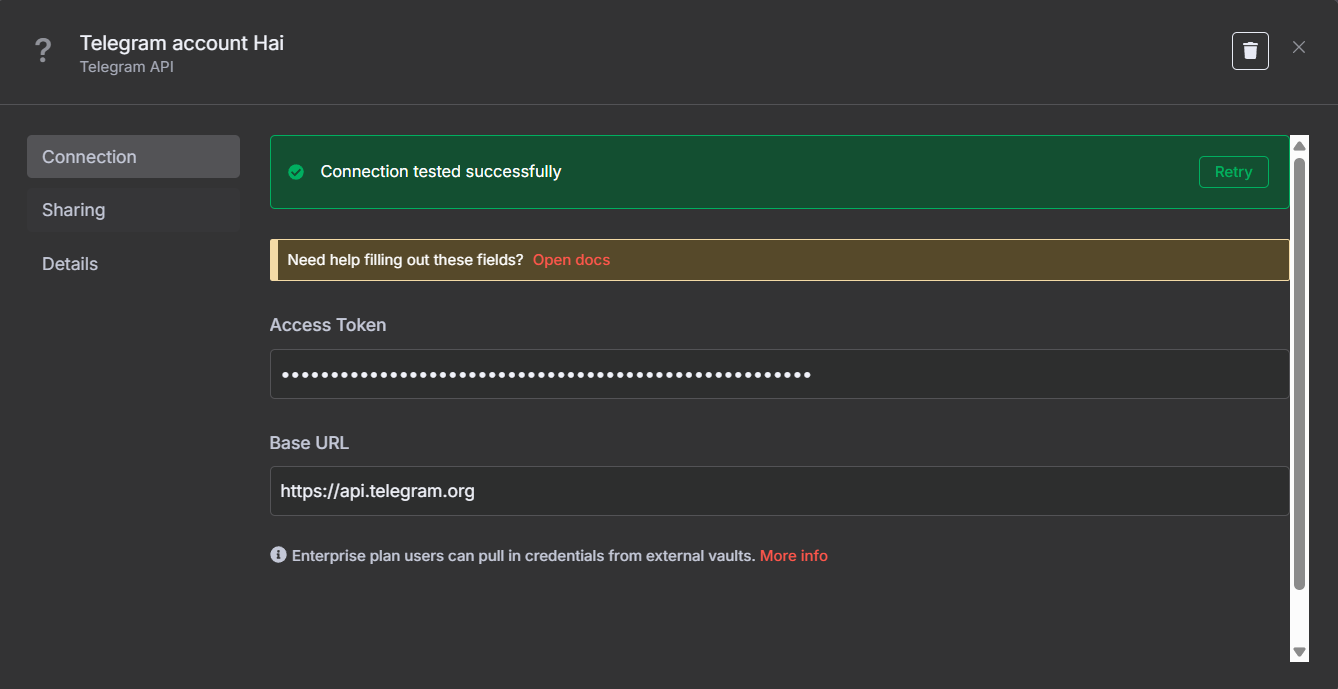 Telegram account Hai
Telegram API
Connection
Sharing
Details
Connection tested successfully
Retry
Need help filling out these fields? Open docs
Access Token
Base URL
https://api.telegram.org
Enterprise plan users can pull in credentials from external vaults. More info